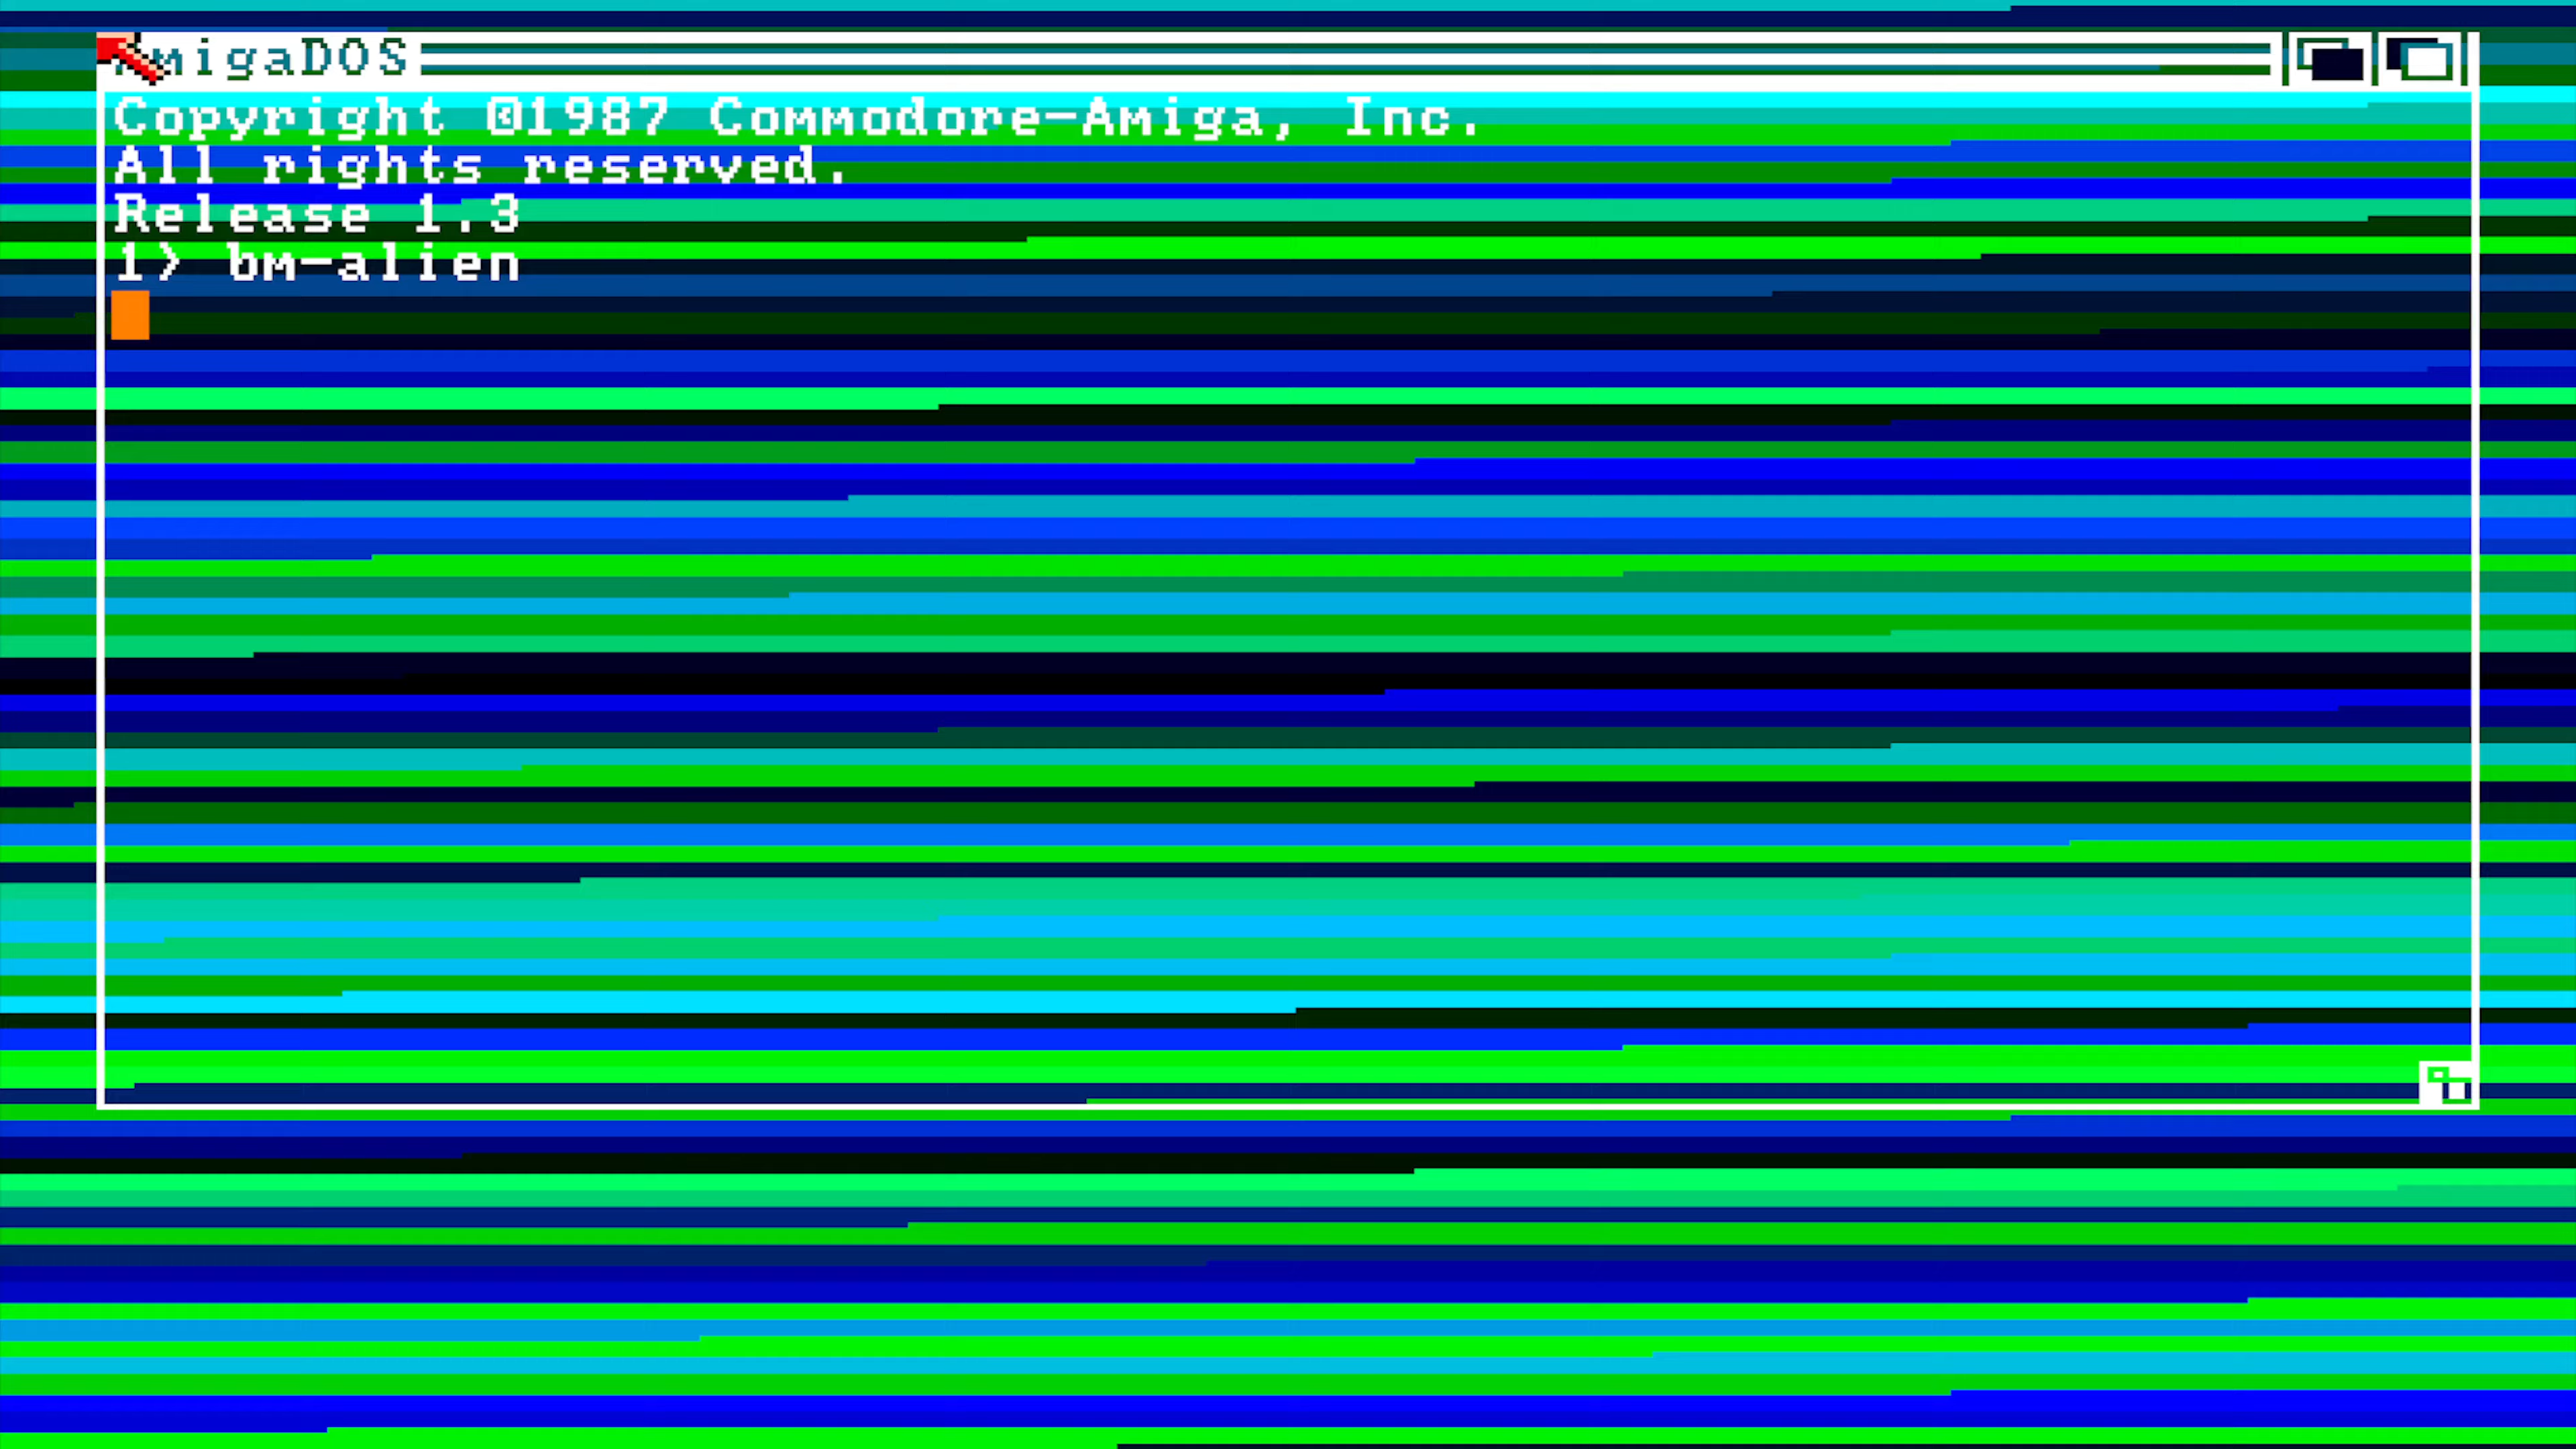 AmigaDOS
Copyright ©1987 Commodore-Amiga, Inc.
All rights reserved.
Release 1.3
1> bm-alien